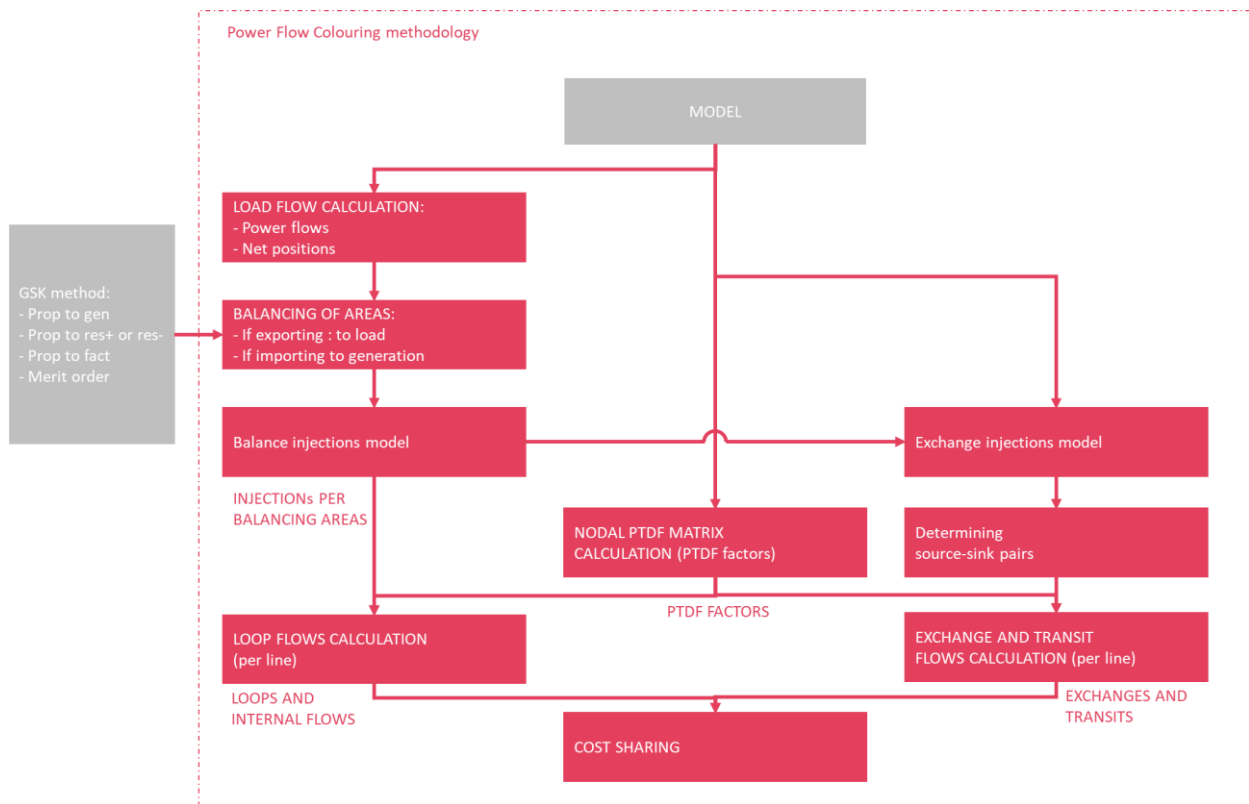 Power Flow Colouring methodology
MODEL
LOAD FLOW CALCULATION:
- Power flows
- Net positions
GSK method:
- Prop to gen
- Prop to res+ or res-
- Prop to fact
- Merit order
BALANCING OF AREAS:
- If exporting : to load
- If importing to generation
Balance injections model
Exchange injections model
INJECTIONs PER
BALANCING AREAS
NODAL PTDF MATRIX
CALCULATION (PTDF factors)
Determining
source-sink pairs
PTDF FACTORS
LOOP FLOWS CALCULATION
(per line)
EXCHANGE AND TRANSIT
FLOWS CALCULATION (per line)
LOOPS AND
INTERNAL FLOWS
EXCHANGES AND
TRANSITS
COST SHARING